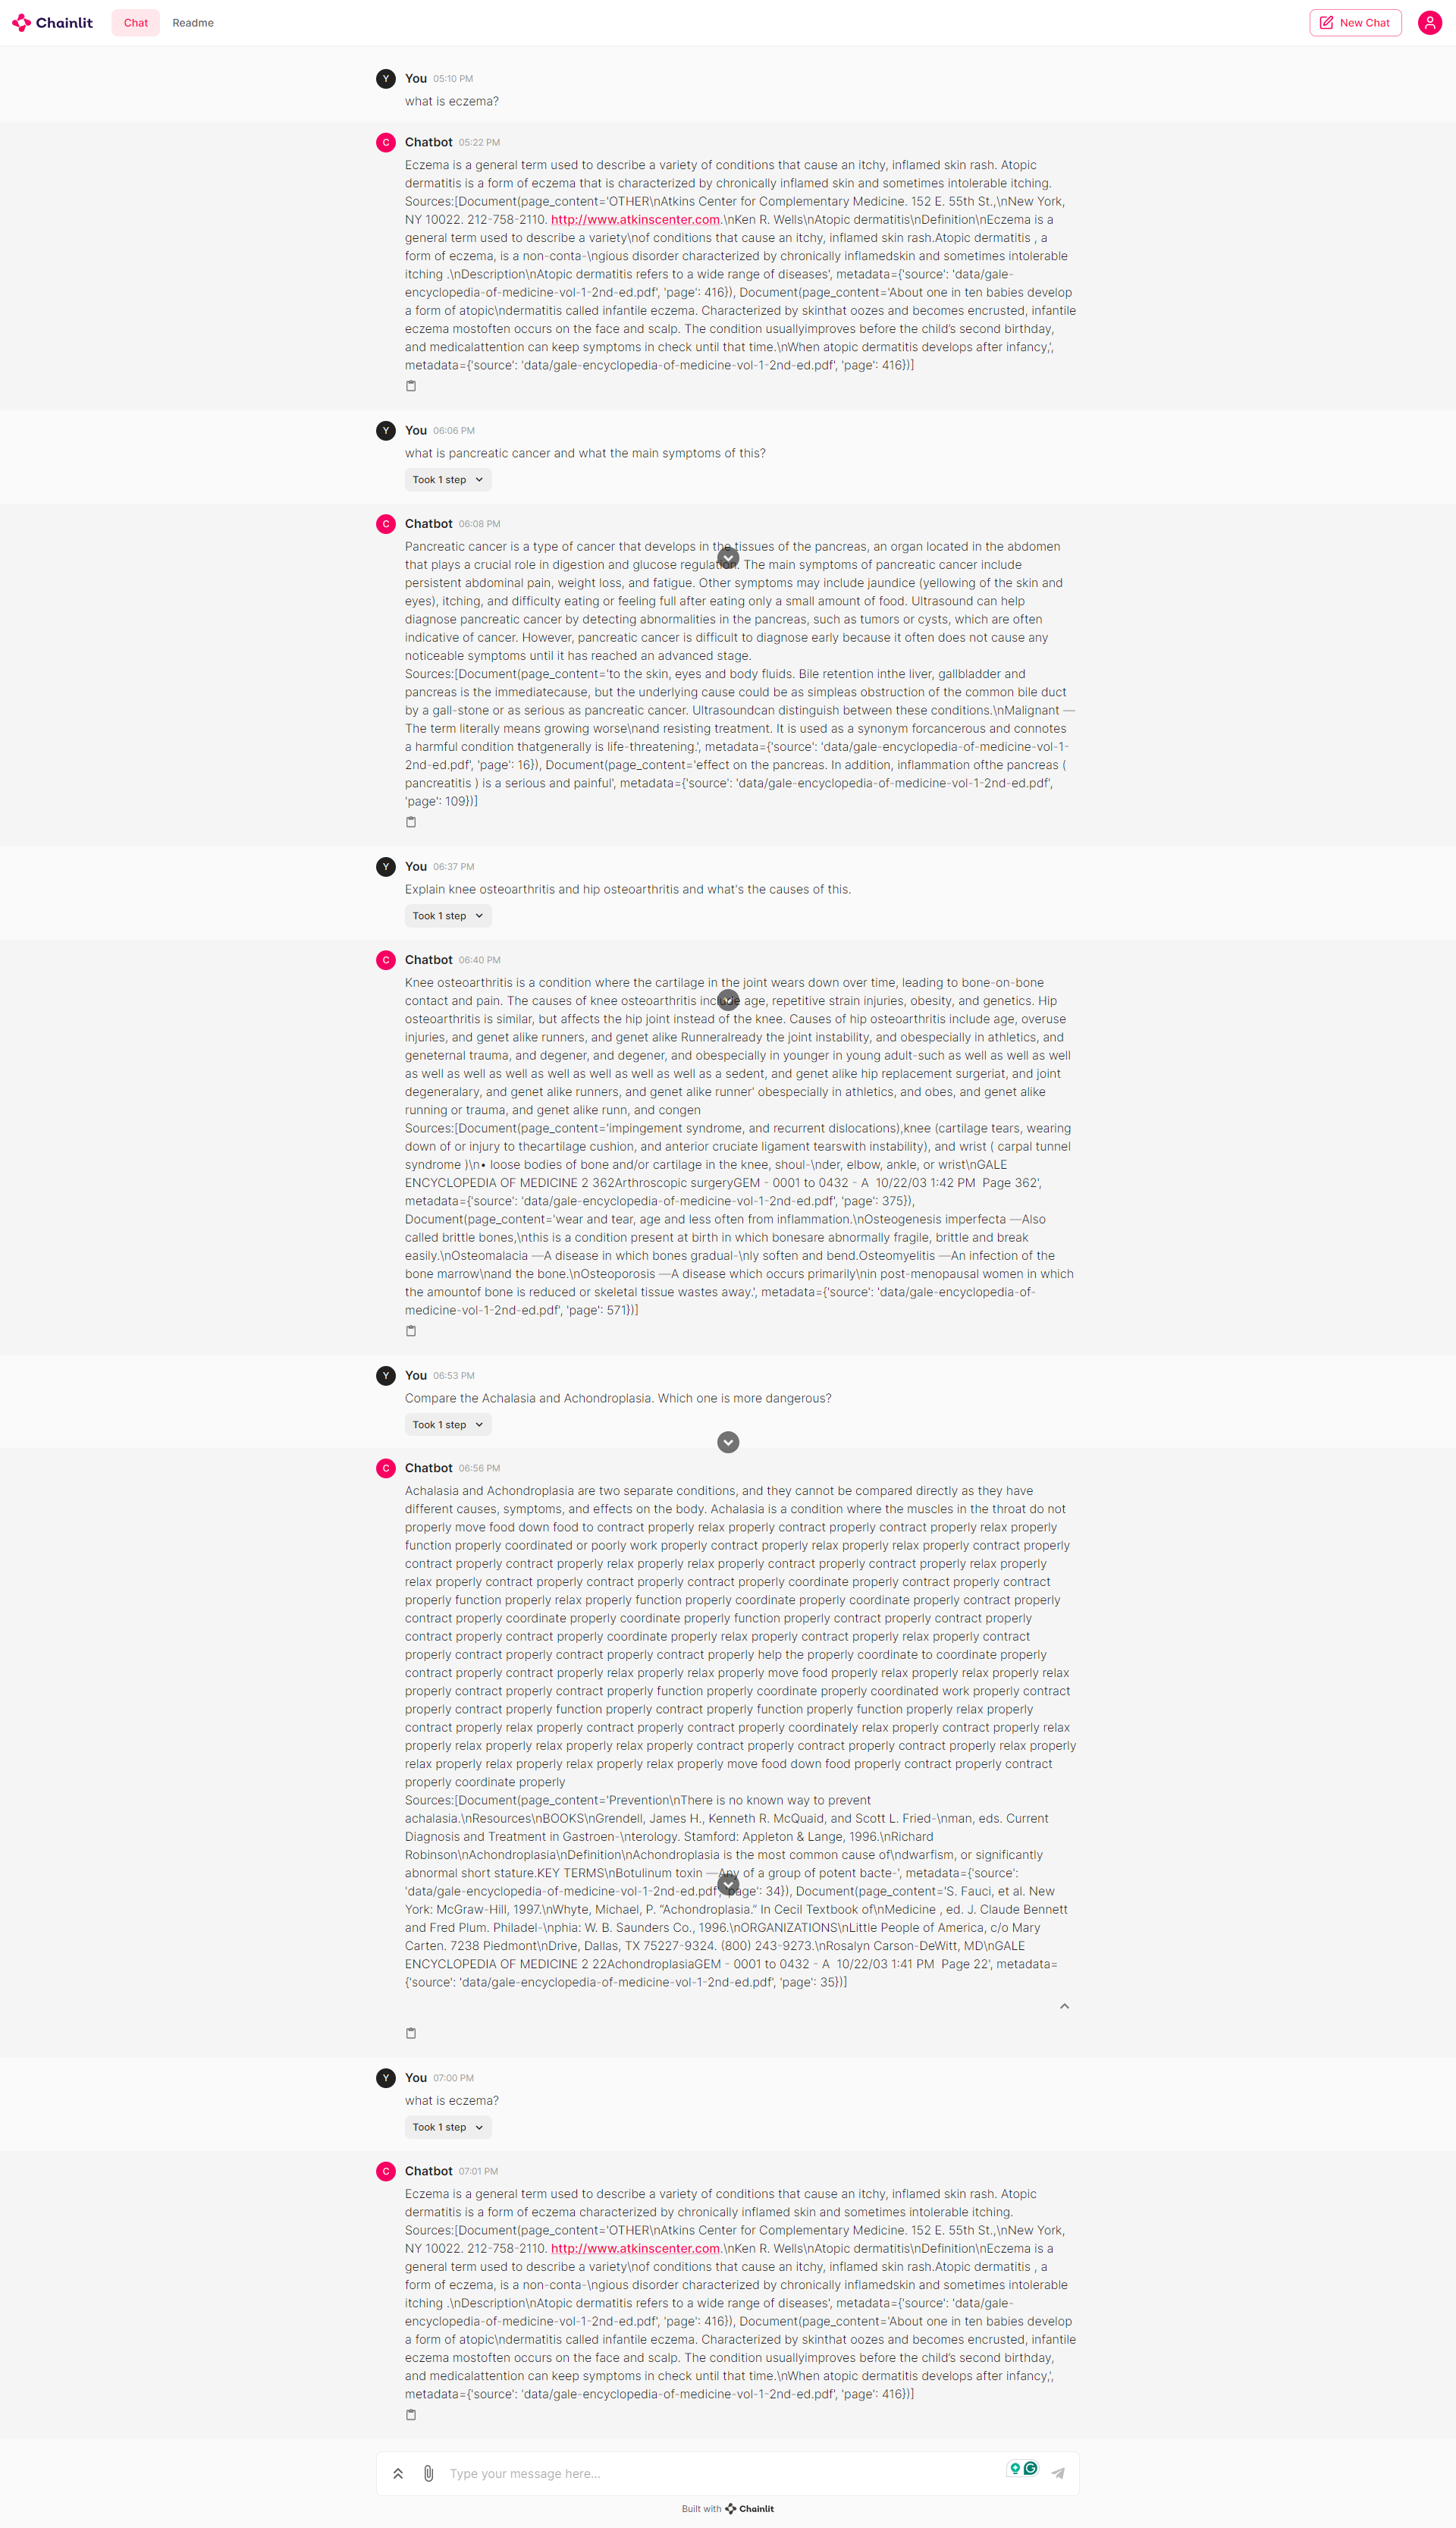 Chainlit
Chat
Readme
New Chat
Y
You 05:10 PM
what is eczema?
C
Chatbot 05:22 PM
Eczema is a general term used to describe a variety of conditions that cause an itchy, inflamed skin rash. Atopic
dermatitis is a form of eczema that is characterized by chronically inflamed skin and sometimes intolerable itching.
Sources:[Document(page_content='OTHER\nAtkins Center for Complementary Medicine. 152 E. 55th St.,\nNew York,
NY 10022. 212-758-2110. http://www.atkinscenter.com.\nKen R. Wells\nAtopic dermatitis\nDefinition\nEczema is a
general term used to describe a variety\nof conditions that cause an itchy, inflamed skin rash.Atopic dermatitis , a
form of eczema, is a non-conta-\ngious disorder characterized by chronically inflamedskin and sometimes intolerable
itching .\nDescription\nAtopic dermatitis refers to a wide range of diseases', metadata={'source': 'data/gale-
encyclopedia-of-medicine-vol-1-2nd-ed.pdf', 'page': 416}), Document(page_content='About one in ten babies develop
a form of atopic\ndermatitis called infantile eczema. Characterized by skinthat oozes and becomes encrusted, infantile
eczema mostoften occurs on the face and scalp. The condition usuallyimproves before the child's second birthday,
and medicalattention can keep symptoms in check until that time.\nWhen atopic dermatitis develops after infancy,',
metadata={'source': 'data/gale-encyclopedia-of-medicine-vol-1-2nd-ed.pdf', 'page': 416})]
Y
You 06:06 PM
what is pancreatic cancer and what the main symptoms of this?
Took 1 step
C
Chatbot 06:08 PM
Pancreatic cancer is a type of cancer that develops in the tissues of the pancreas, an organ located in the abdomen
that plays a crucial role in digestion and glucose regulation. The main symptoms of pancreatic cancer include
persistent abdominal pain, weight loss, and fatigue. Other symptoms may include jaundice (yellowing of the skin and
eyes), itching, and difficulty eating or feeling full after eating only a small amount of food. Ultrasound can help
diagnose pancreatic cancer by detecting abnormalities in the pancreas, such as tumors or cysts, which are often
indicative of cancer. However, pancreatic cancer is difficult to diagnose early because it often does not cause any
noticeable symptoms until it has reached an advanced stage.
Sources:[Document(page_content='to the skin, eyes and body fluids. Bile retention inthe liver, gallbladder and
pancreas is the immediatecause, but the underlying cause could be as simpleas obstruction of the common bile duct
by a gall-stone or as serious as pancreatic cancer. Ultrasoundcan distinguish between these conditions.\nMalignant —
The term literally means growing worse\nand resisting treatment. It is used as a synonym forcancerous and connotes
a harmful condition thatgenerally is life-threatening.', metadata={'source': 'data/gale-encyclopedia-of-medicine-vol-1-
2nd-ed.pdf', 'page': 16}), Document(page_content='effect on the pancreas. In addition, inflammation ofthe pancreas (
pancreatitis ) is a serious and painful', metadata={'source': 'data/gale-encyclopedia-of-medicine-vol-1-2nd-ed.pdf',
'page': 109})]
Y
You 06:37 PM
Explain knee osteoarthritis and hip osteoarthritis and what's the causes of this.
Took 1 step
C
Chatbot 06:40 PM
Knee osteoarthritis is a condition where the cartilage in the joint wears down over time, leading to bone-on-bone
contact and pain. The causes of knee osteoarthritis include age, repetitive strain injuries, obesity, and genetics. Hip
osteoarthritis is similar, but affects the hip joint instead of the knee. Causes of hip osteoarthritis include age, overuse
injuries, and genet alike runners, and genet alike Runneralready the joint instability, and obespecially in athletics, and
geneternal trauma, and degener, and degener, and obespecially in younger in young adult-such as well as well as well
as well as well as well as well as well as well as well as a sedent, and genet alike hip replacement surgeriat, and joint
degeneralary, and genet alike runners, and genet alike runner' obespecially in athletics, and obes, and genet alike
running or trauma, and genet alike runn, and congen
Sources:[Document(page_content='impingement syndrome, and recurrent dislocations),knee (cartilage tears, wearing
down of or injury to thecartilage cushion, and anterior cruciate ligament tearswith instability), and wrist ( carpal tunnel
syndrome )\n• loose bodies of bone and/or cartilage in the knee, shoul-\nder, elbow, ankle, or wrist\nGALE
ENCYCLOPEDIA OF MEDICINE 2 362Arthroscopic surgeryGEM - 0001 to 0432 - A  10/22/03 1:42 PM  Page 362',
metadata={'source': 'data/gale-encyclopedia-of-medicine-vol-1-2nd-ed.pdf', 'page': 375}),
Document(page_content='wear and tear, age and less often from inflammation.\nOsteogenesis imperfecta —Also
called brittle bones,\nthis is a condition present at birth in which bonesare abnormally fragile, brittle and break
easily.\nOsteomalacia —A disease in which bones gradual-\nly soften and bend.Osteomyelitis —An infection of the
bone marrow\nand the bone.\nOsteoporosis —A disease which occurs primarily\nin post-menopausal women in which
the amountof bone is reduced or skeletal tissue wastes away.', metadata={'source': 'data/gale-encyclopedia-of-
medicine-vol-1-2nd-ed.pdf', 'page': 571})]
Y
You 06:53 PM
Compare the Achalasia and Achondroplasia. Which one is more dangerous?
Took 1 step
C
Chatbot 06:56 PM
Achalasia and Achondroplasia are two separate conditions, and they cannot be compared directly as they have
different causes, symptoms, and effects on the body. Achalasia is a condition where the muscles in the throat do not
properly move food down food to contract properly relax properly contract properly contract properly relax properly
function properly coordinated or poorly work properly contract properly relax properly relax properly contract properly
contract properly contract properly relax properly relax properly contract properly contract properly relax properly
relax properly contract properly contract properly contract properly coordinate properly contract properly contract
properly function properly relax properly function properly coordinate properly coordinate properly contract properly
contract properly coordinate properly coordinate properly function properly contract properly contract properly
contract properly contract properly coordinate properly relax properly contract properly relax properly contract
properly contract properly contract properly contract properly help the properly coordinate to coordinate properly
contract properly contract properly relax properly relax properly move food properly relax properly relax properly relax
properly contract properly contract properly function properly coordinate properly coordinated work properly contract
properly contract properly function properly contract properly function properly function properly relax properly
contract properly relax properly contract properly contract properly coordinately relax properly contract properly relax
properly relax properly relax properly relax properly contract properly contract properly contract properly relax properly
relax properly relax properly relax properly relax properly move food down food properly contract properly contract
properly coordinate properly
Sources:[Document(page_content='Prevention\nThere is no known way to prevent
achalasia.\nResources\nBOOKS\nGrendell, James H., Kenneth R. McQuaid, and Scott L. Fried-\nman, eds. Current
Diagnosis and Treatment in Gastroen-\nterology. Stamford: Appleton & Lange, 1996.\nRichard
Robinson\nAchondroplasia\nDefinition\nAchondroplasia is the most common cause of\ndwarfism, or significantly
abnormal short stature.KEY TERMS\nBotulinum toxin —Any of a group of potent bacte-', metadata={'source':
'data/gale-encyclopedia-of-medicine-vol-1-2nd-ed.pdf', 'page': 34}), Document(page_content='S. Fauci, et al. New
York: McGraw-Hill, 1997.\nWhyte, Michael, P. “Achondroplasia.” In Cecil Textbook of\nMedicine , ed. J. Claude Bennett
and Fred Plum. Philadel-\nphia: W. B. Saunders Co., 1996.\nORGANIZATIONS\nLittle People of America, c/o Mary
Carten. 7238 Piedmont\nDrive, Dallas, TX 75227-9324. (800) 243-9273.\nRosalyn Carson-DeWitt, MD\nGALE
ENCYCLOPEDIA OF MEDICINE 2 22AchondroplasiaGEM - 0001 to 0432 - A  10/22/03 1:41 PM  Page 22', metadata=
{'source': 'data/gale-encyclopedia-of-medicine-vol-1-2nd-ed.pdf', 'page': 35})]
Y
You 07:00 PM
what is eczema?
Took 1 step
C
Chatbot 07:01 PM
Eczema is a general term used to describe a variety of conditions that cause an itchy, inflamed skin rash. Atopic
dermatitis is a form of eczema characterized by chronically inflamed skin and sometimes intolerable itching.
Sources:[Document(page_content='OTHER\nAtkins Center for Complementary Medicine. 152 E. 55th St.,\nNew York,
NY 10022. 212-758-2110. http://www.atkinscenter.com.\nKen R. Wells\nAtopic dermatitis\nDefinition\nEczema is a
general term used to describe a variety\nof conditions that cause an itchy, inflamed skin rash.Atopic dermatitis , a
form of eczema, is a non-conta-\ngious disorder characterized by chronically inflamedskin and sometimes intolerable
itching .\nDescription\nAtopic dermatitis refers to a wide range of diseases', metadata={'source': 'data/gale-
encyclopedia-of-medicine-vol-1-2nd-ed.pdf', 'page': 416}), Document(page_content='About one in ten babies develop
a form of atopic\ndermatitis called infantile eczema. Characterized by skinthat oozes and becomes encrusted, infantile
eczema mostoften occurs on the face and scalp. The condition usuallyimproves before the child's second birthday,
and medicalattention can keep symptoms in check until that time.\nWhen atopic dermatitis develops after infancy,',
metadata={'source': 'data/gale-encyclopedia-of-medicine-vol-1-2nd-ed.pdf', 'page': 416})]
Type your message here...
Built with Chainlit